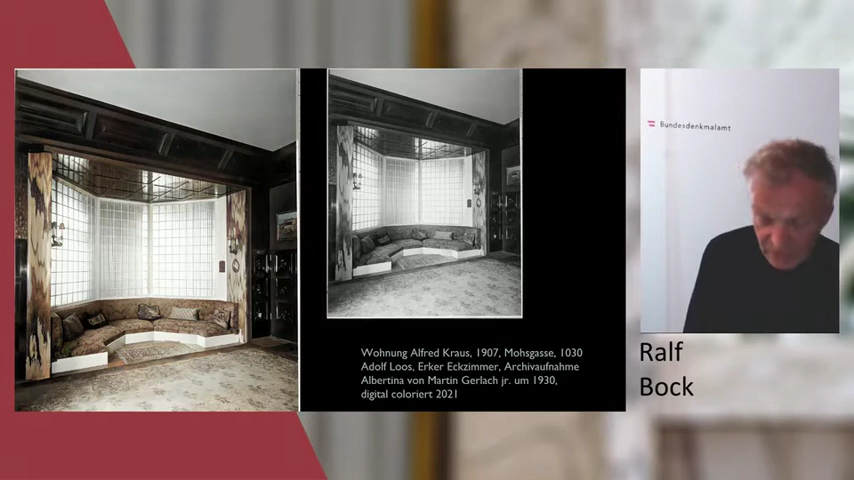 Bundesdenkmalamt
Wohnung Alfred Kraus, 1907, Mohsgasse, 1030
Adolf Loos, Erker Eckzimmer, Archivaufnahme
Albertina von Martin Gerlach jr. um 1930,
digital coloriert 2021
Ralf
Bock